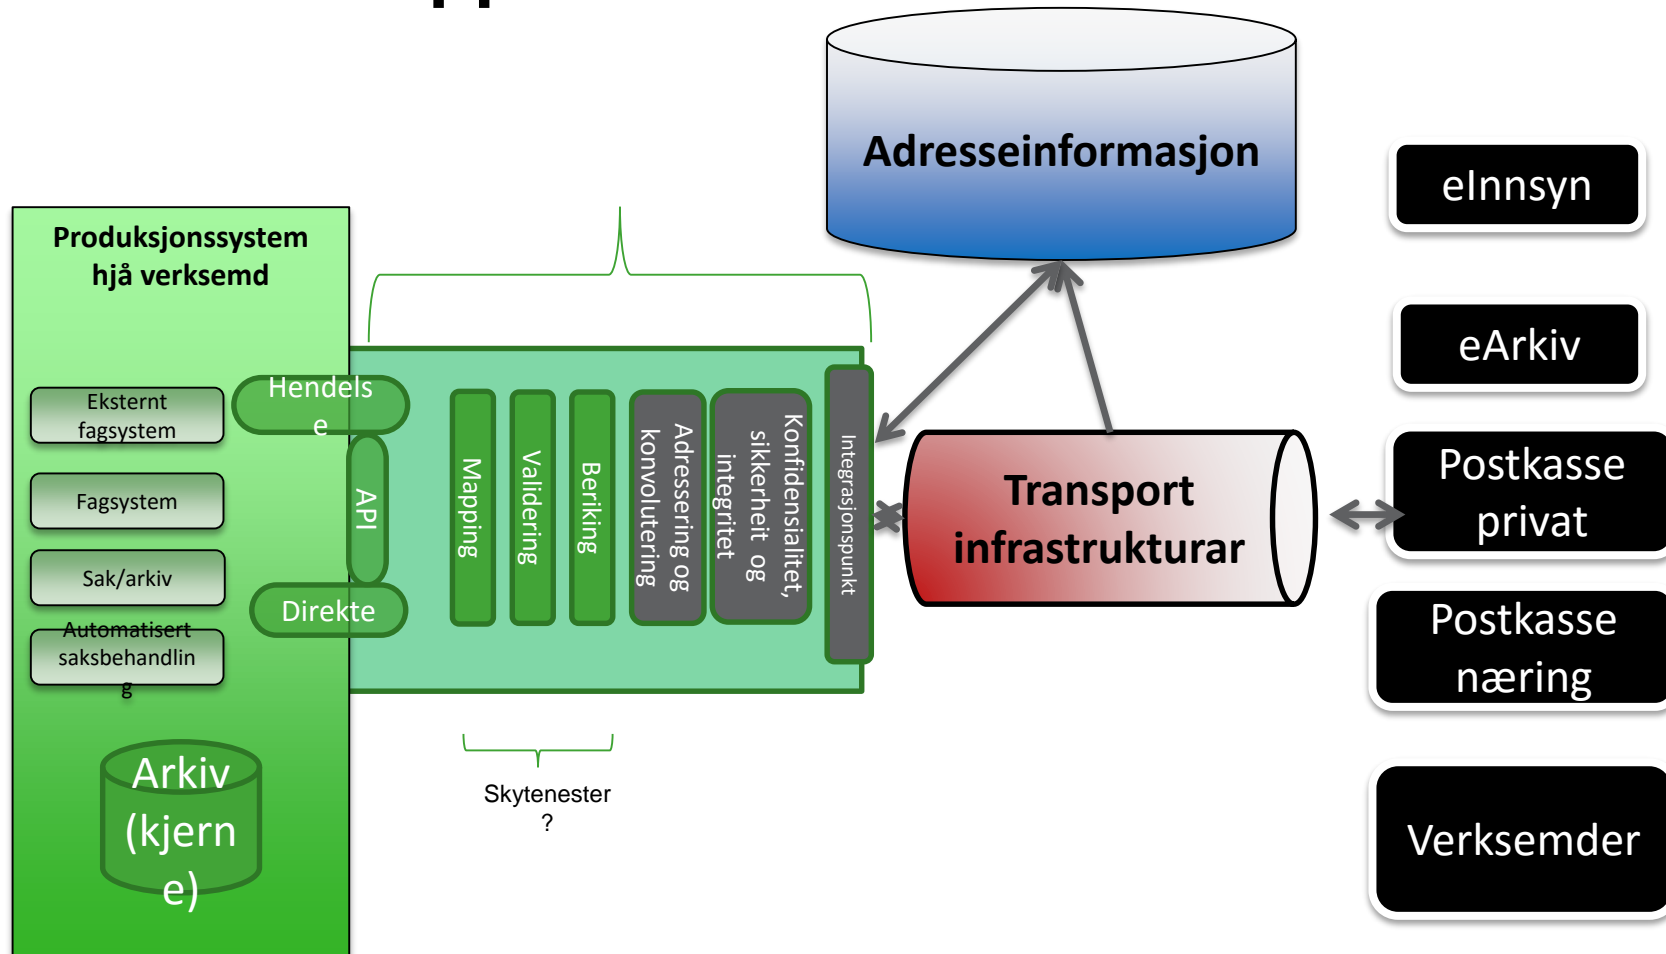 Adresseinformasjon
Produksjonssystem
hjå verksemd
Eksternt
fagsystem
Fagsystem
Sak/arkiv
Automatisert
saksbehandlin
g
Arkiv
(kjern
e)
Hendels
e
API
Direkte
Mapping
Validering
Beriking
Adressering og
konvolutering
Konfidensialitet,
sikkerheit og
integritet
Integrasjonspunkt
Skytenester
?
Transport
infrastrukturar
eInnsyn
eArkiv
Postkasse
privat
Postkasse
næring
Verksemder